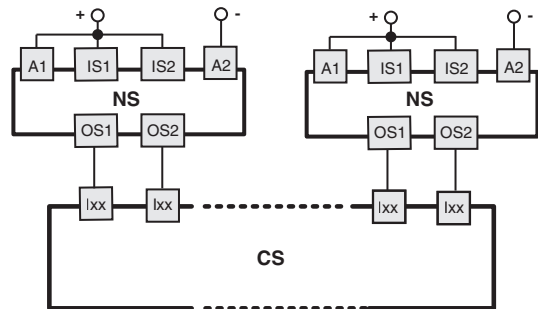 + - + -
A1 IS1 IS2 A2 A1 IS1 IS2 A2
NS NS
OS1 OS2 OS1 OS2
Ixx Ixx Ixx Ixx
CS